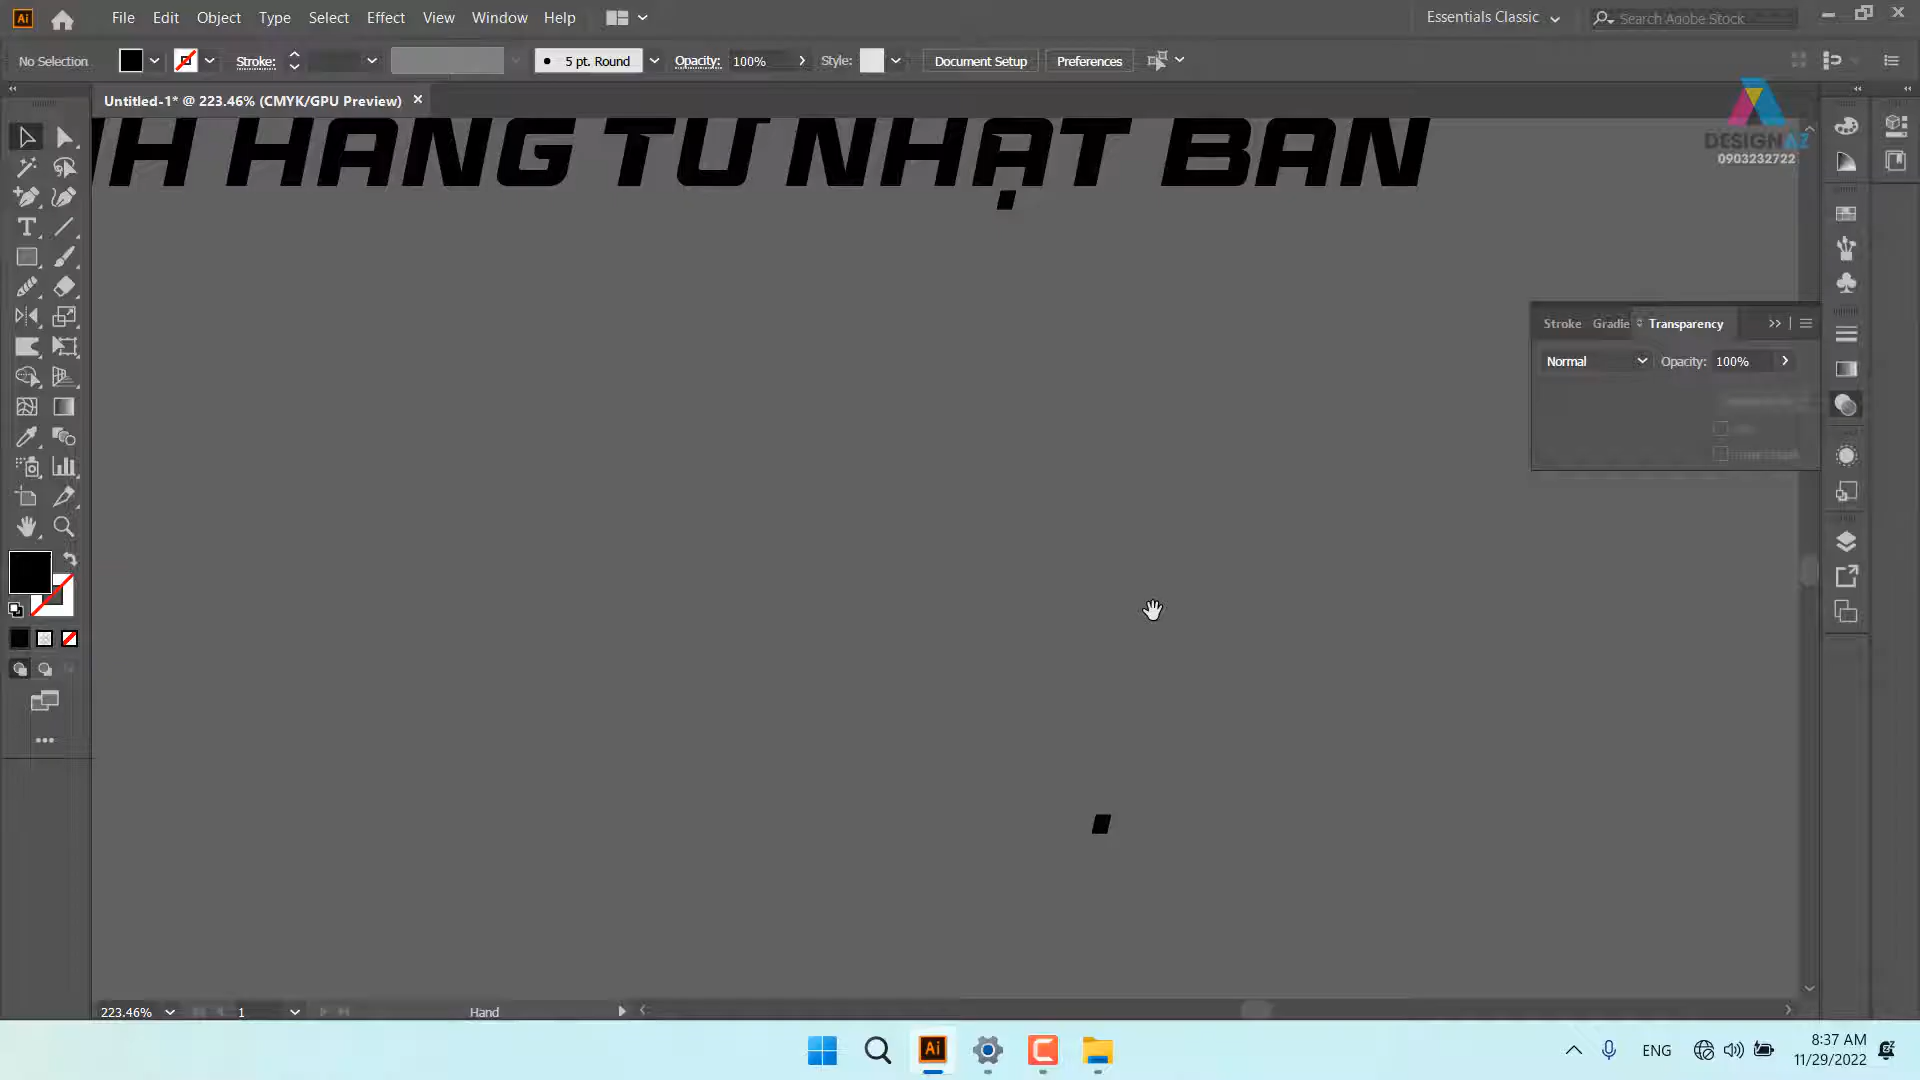 File Edit Object Type Select Effect View Window Help
Essentials Classic
Search Adobe Stock
No Selection
Stroke:
5 pt. Round
Opacity: 100%
Style:
Document Setup
Preferences
Untitled-1* @ 223.46% (CMYK/GPU Preview)
DESIGN AZ
0903232722
H HANG TU NHẠT BAN
Stroke Gradie Transparency
Normal
Opacity: 100%
223.46%
1
Hand
ENG
8:37 AM
11/29/2022